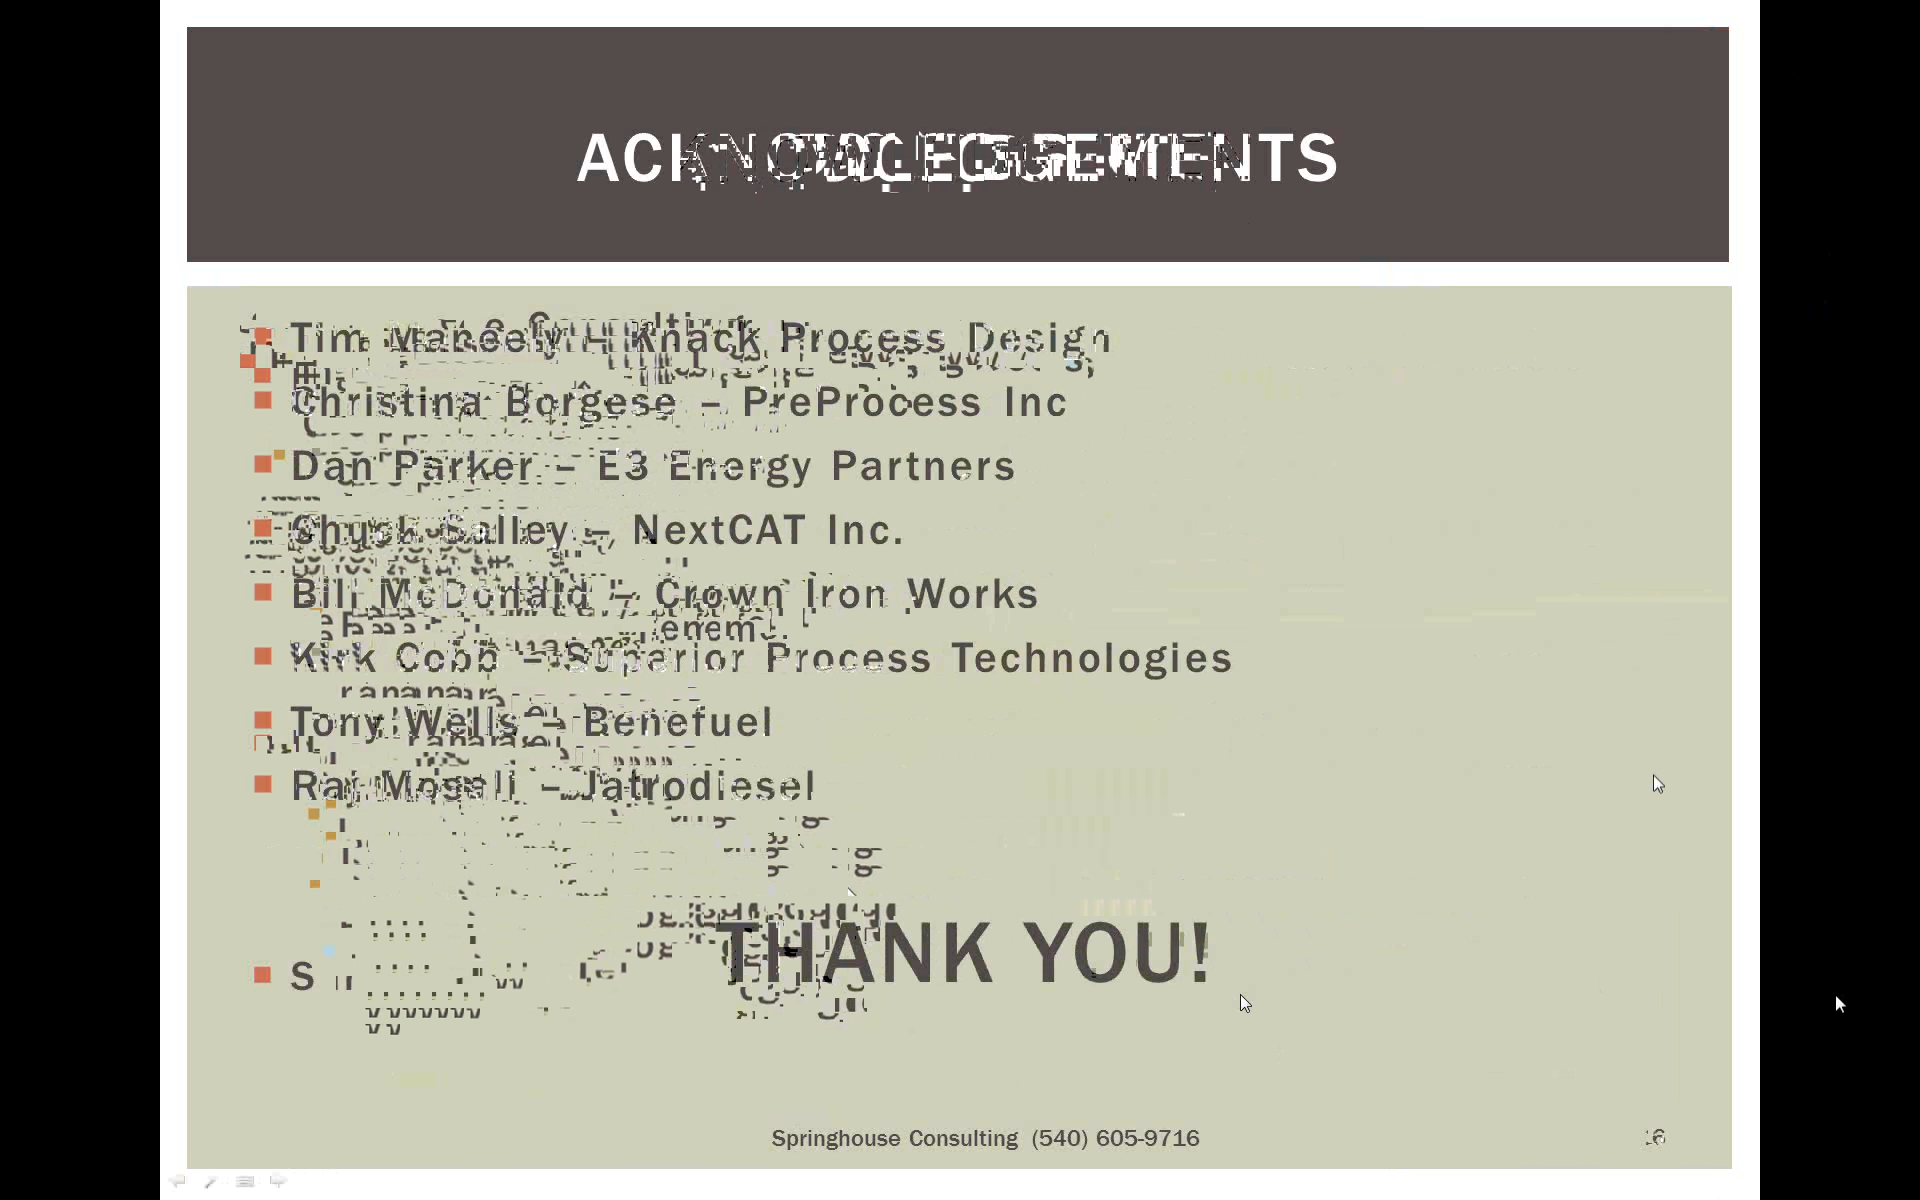 ACKNOWLEDGEMENTS
Tim Maneely – Knack Process Design
Christina Borgese – PreProcess Inc
Dan Parker – E3 Energy Partners
Chuck Salley – NextCAT Inc.
Bill McDonald – Crown Iron Works
Kirk Cobb – Superior Process Technologies
Tony Wells – Benefuel
Raj Mosali – Jatrodiesel
THANK YOU!
Springhouse Consulting (540) 605-9716